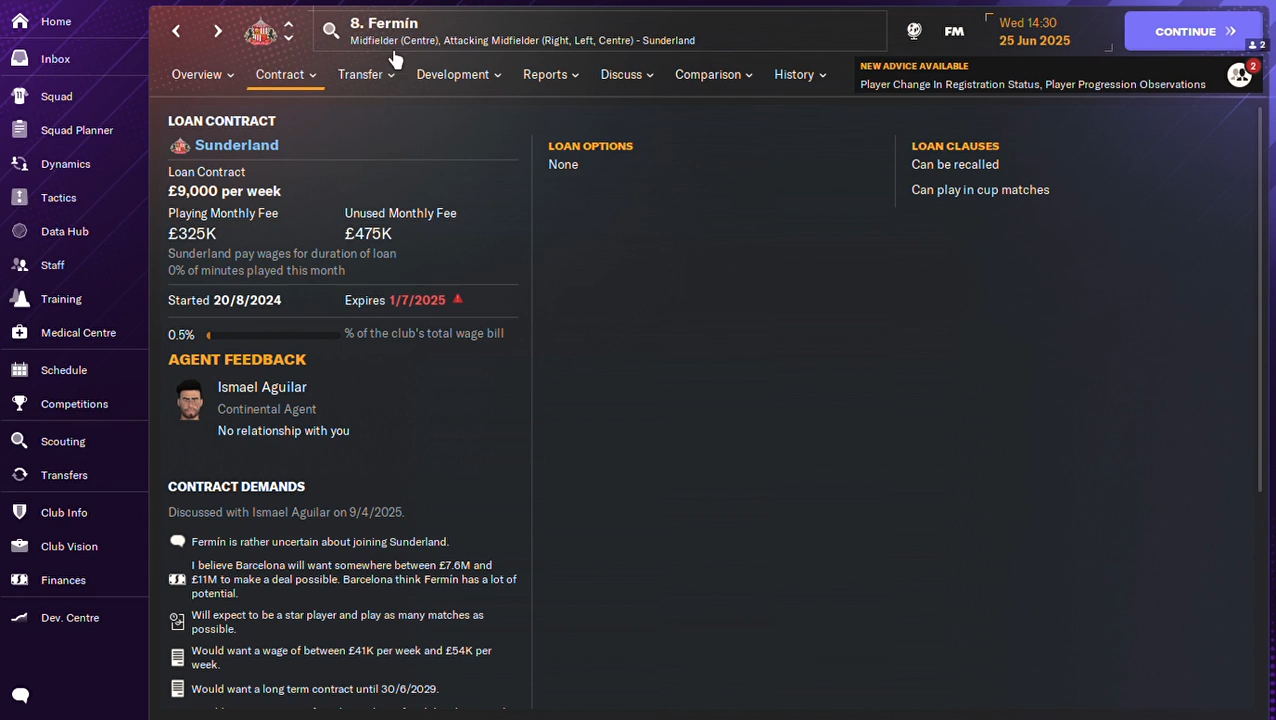 Home
Inbox
Squad
Squad Planner
Dynamics
Tactics
Data Hub
Staff
Training
Medical Centre
Schedule
Competitions
Scouting
Transfers
Club Info
Club Vision
Finances
Dev. Centre
8. Fermín
Midfielder (Centre), Attacking Midfielder (Right, Left, Centre) - Sunderland
FM
Wed 14:30
25 Jun 2025
CONTINUE
2
Overview
Contract
Transfer
Development
Reports
Discuss
Comparison
History
NEW ADVICE AVAILABLE
Player Change In Registration Status, Player Progression Observations
2
LOAN CONTRACT
Sunderland
Loan Contract
£9,000 per week
Playing Monthly Fee
£325K
Unused Monthly Fee
£475K
Sunderland pay wages for duration of loan
0% of minutes played this month
Started 20/8/2024
Expires 1/7/2025
0.5%
% of the club's total wage bill
AGENT FEEDBACK
Ismael Aguilar
Continental Agent
No relationship with you
CONTRACT DEMANDS
Discussed with Ismael Aguilar on 9/4/2025.
Fermín is rather uncertain about joining Sunderland.
I believe Barcelona will want somewhere between £7.6M and
£11M to make a deal possible. Barcelona think Fermín has a lot of
potential.
Will expect to be a star player and play as many matches as
possible.
Would want a wage of between £41K per week and £54K per
week.
Would want a long term contract until 30/6/2029.
LOAN OPTIONS
None
LOAN CLAUSES
Can be recalled
Can play in cup matches